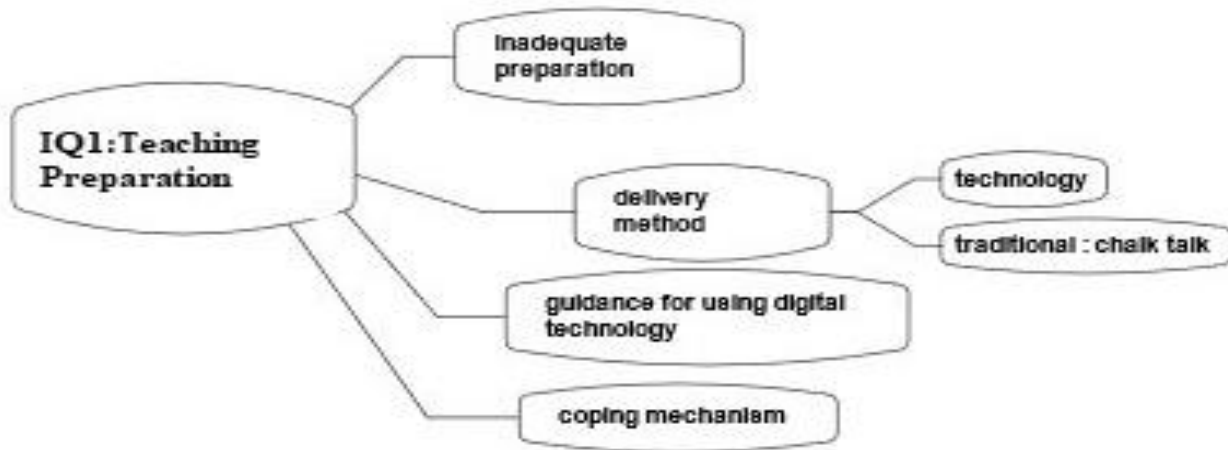 Inadequate
preparation
IQ1:Teaching
Preparation
delivery
method
technology
traditional : chalk talk
guidance for using digital
technology
coping mechanism